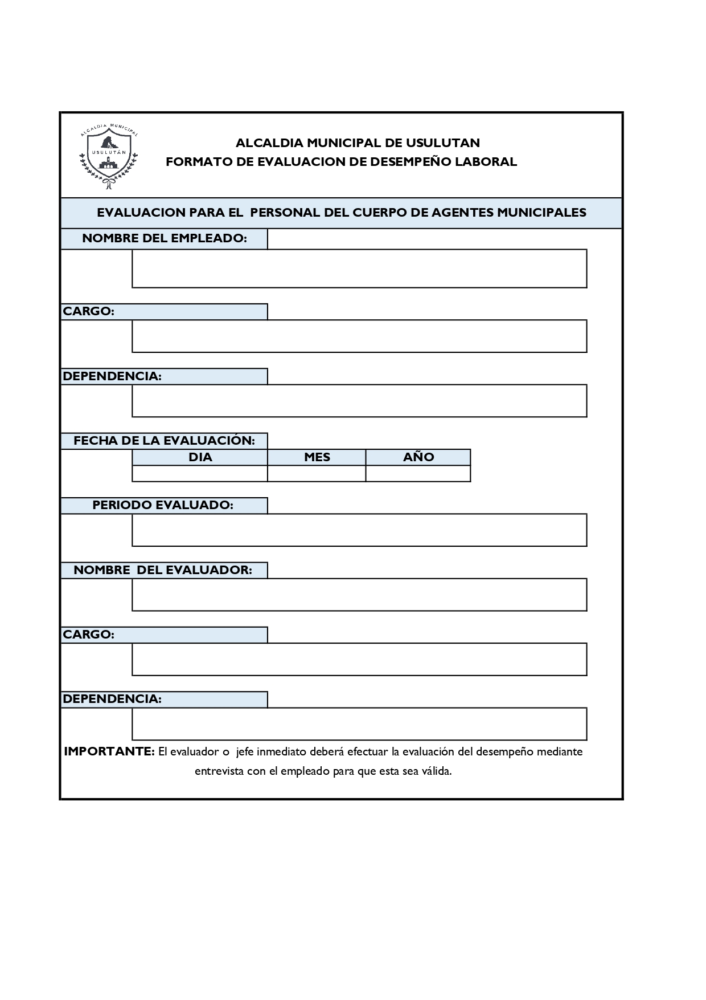 ALCALDIA MUNICIPAL
USULUTÁN
ALCALDIA MUNICIPAL DE USULUTAN
FORMATO DE EVALUACION DE DESEMPEÑO LABORAL
EVALUACION PARA EL  PERSONAL DEL CUERPO DE AGENTES MUNICIPALES
NOMBRE DEL EMPLEADO:
CARGO:
DEPENDENCIA:
FECHA DE LA EVALUACIÓN:
DIA MES AÑO
PERIODO EVALUADO:
NOMBRE  DEL EVALUADOR:
CARGO:
DEPENDENCIA:
IMPORTANTE: El evaluador o  jefe inmediato deberá efectuar la evaluación del desempeño mediante
entrevista con el empleado para que esta sea válida.